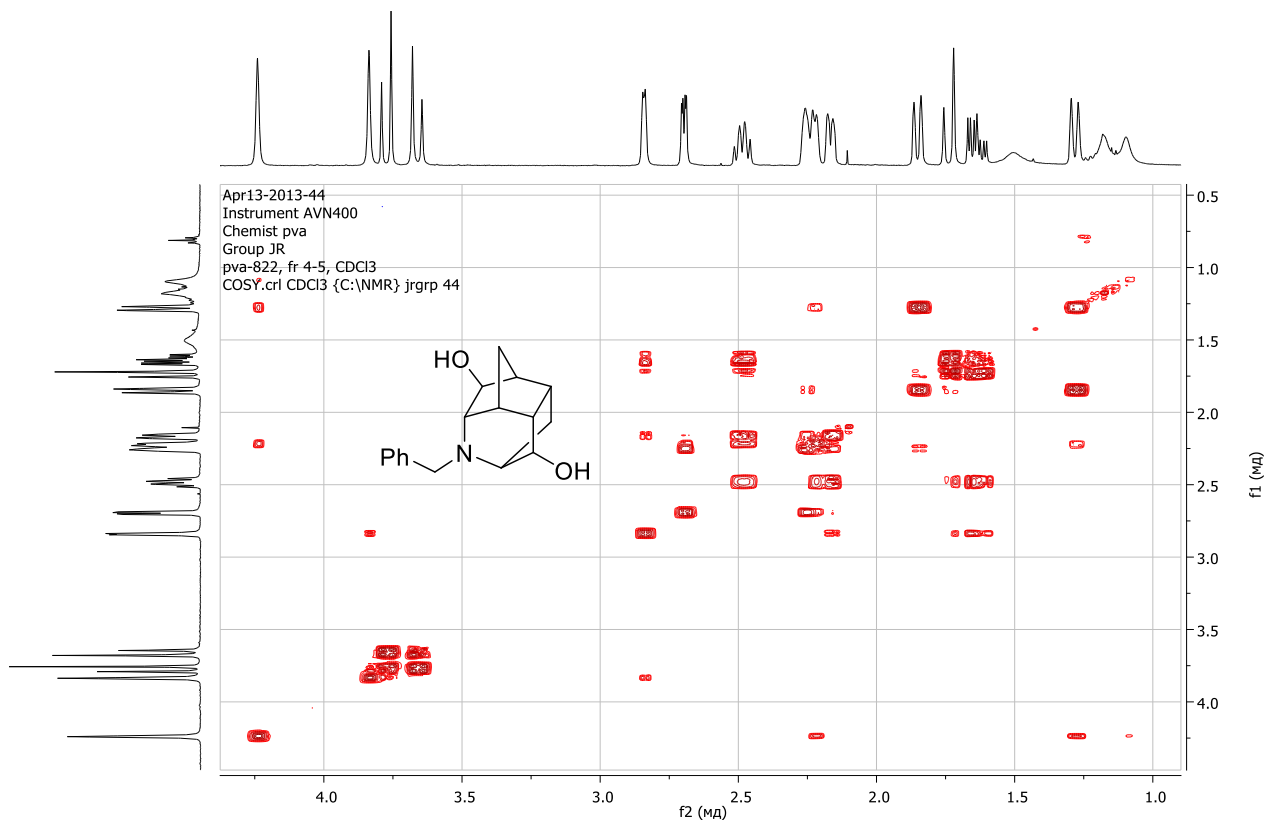 Apr13-2013-44
Instrument AVN400
Chemist pva
Group JR
pva-822, fr 4-5, CDCl3
COSY.crl CDCl3 {C:\NMR} jrgrp 44
HO
Ph
N
OH
0.5
1.0
1.5
2.0
2.5
3.0
3.5
4.0
f1 (мд)
4.0 3.5 3.0 2.5 2.0 1.5 1.0
f2 (мд)